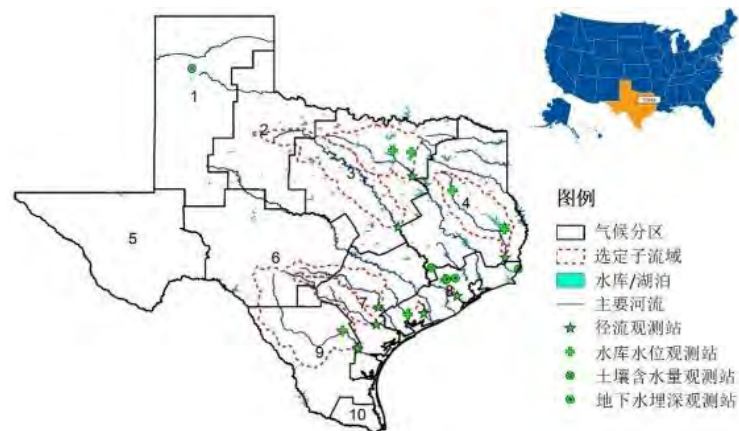 1
2
3
4
5
6
7
8
9
10
图例
气候分区
选定子流域
水库/湖泊
主要河流
径流观测站
水库水位观测站
土壤含水量观测站
地下水埋深观测站